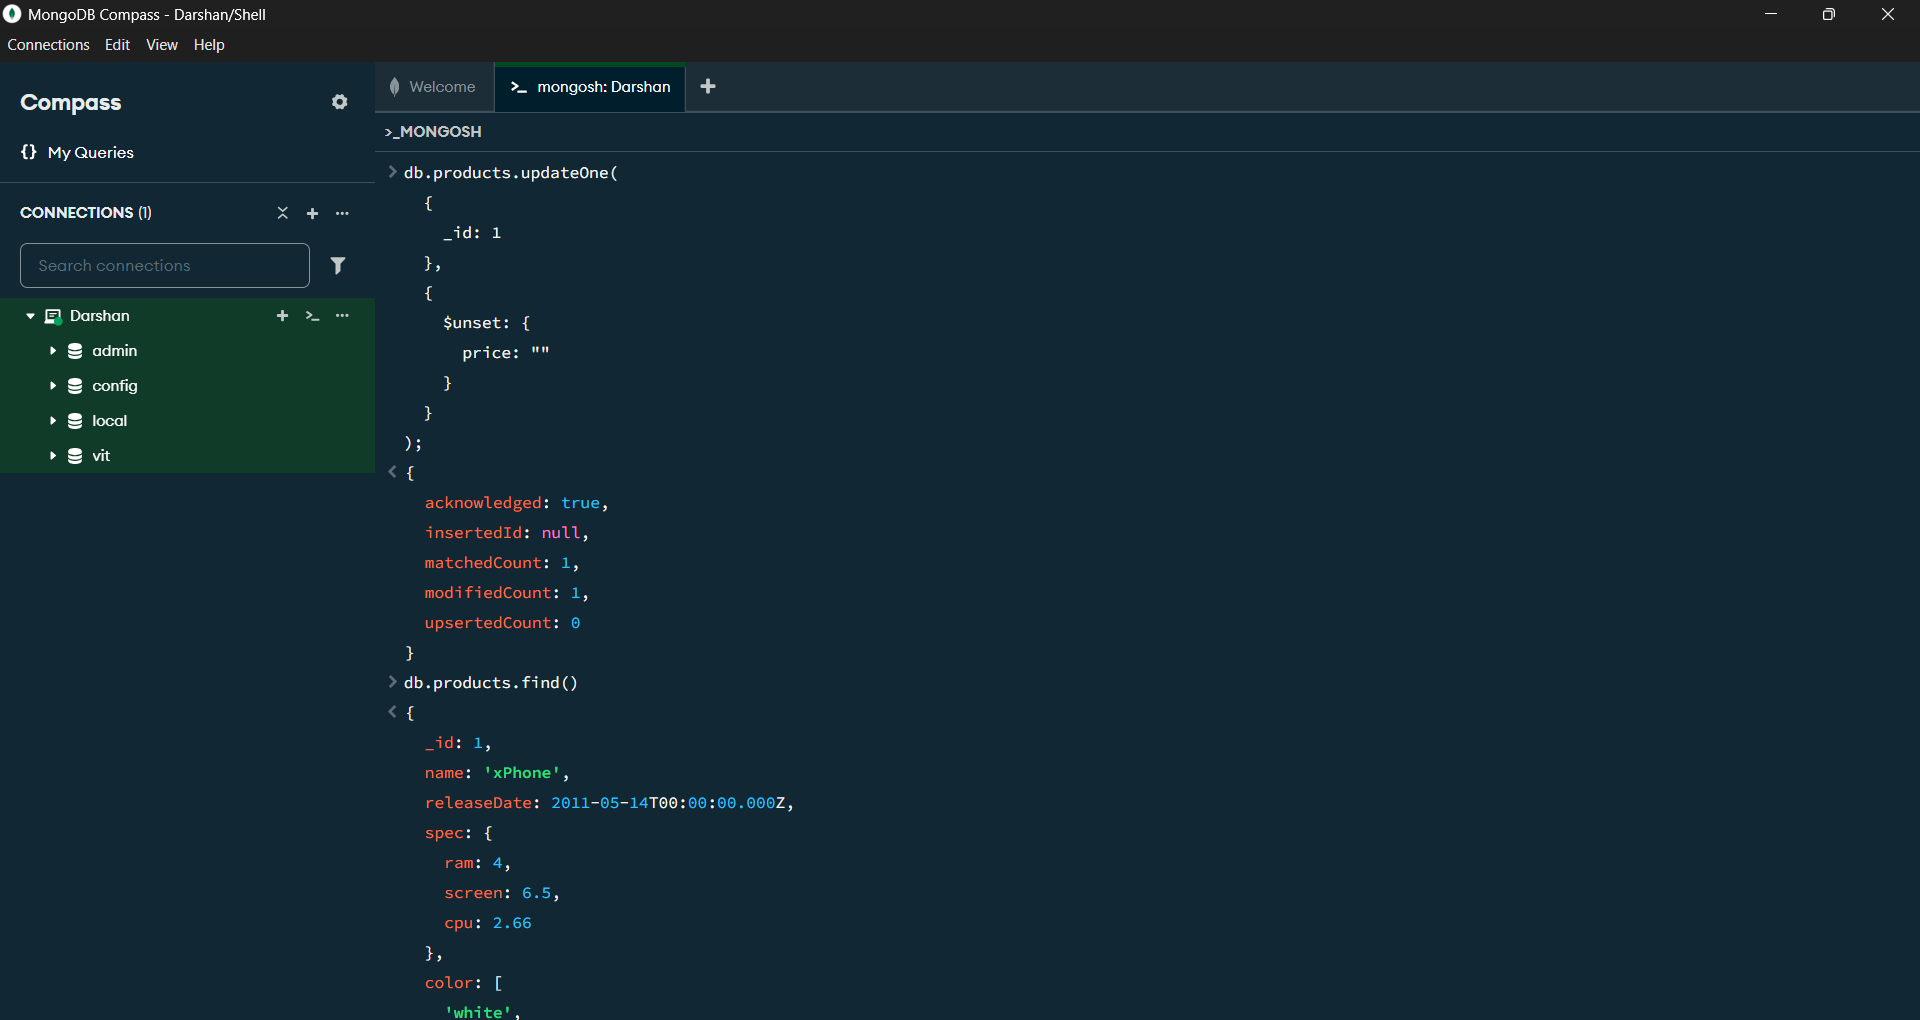 MongoDB Compass - Darshan/Shell
Connections Edit View Help
Compass
{} My Queries
CONNECTIONS (1)
Search connections
Darshan
admin
config
local
vit
Welcome
>_ mongosh: Darshan
>_MONGOSH
> db.products.updateOne(
{
_id: 1
},
{
$unset: {
price: ""
}
}
);
< {
acknowledged: true,
insertedId: null,
matchedCount: 1,
modifiedCount: 1,
upsertedCount: 0
}
> db.products.find()
< {
_id: 1,
name: 'xPhone',
releaseDate: 2011-05-14T00:00:00.000Z,
spec: {
ram: 4,
screen: 6.5,
cpu: 2.66
},
color: [
'white',